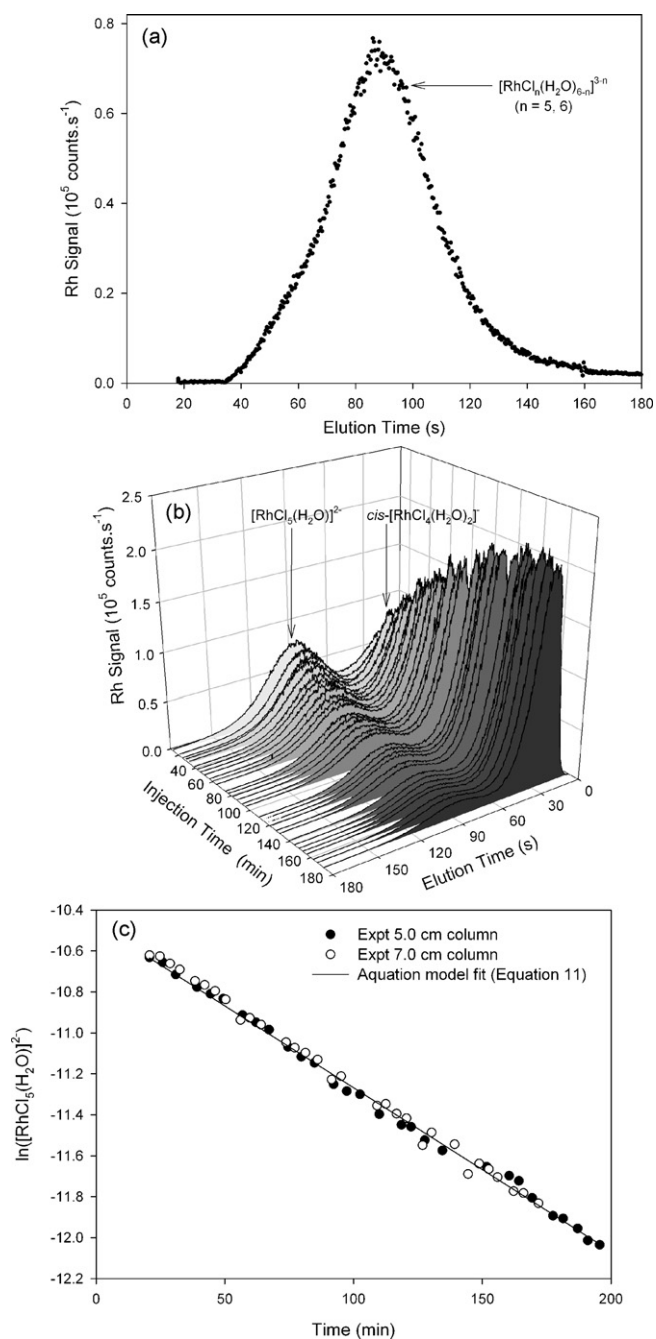 (a)
0.8
0.6
0.4
0.2
0.0
Rh Signal (10⁵ counts.s⁻¹)
[RhClₙ(H₂O)₆₋ₙ]³⁻ⁿ
(n = 5, 6)
0 20 40 60 80 100 120 140 160 180
Elution Time (s)
(b)
2.5
2.0
1.5
1.0
0.5
0.0
Rh Signal (10⁵ counts.s⁻¹)
[RhCl₅(H₂O)]²⁻
cis-[RhCl₄(H₂O)₂]⁻
40 60 80 100 120 140 160 180
Injection Time (min)
180 150 120 90 60 30 0
Elution Time (s)
(c)
-10.4
-10.6
-10.8
-11.0
-11.2
-11.4
-11.6
-11.8
-12.0
-12.2
ln([RhCl₅(H₂O)]²⁻)
Expt 5.0 cm column
Expt 7.0 cm column
Aquation model fit (Equation 11)
0 50 100 150 200
Time (min)